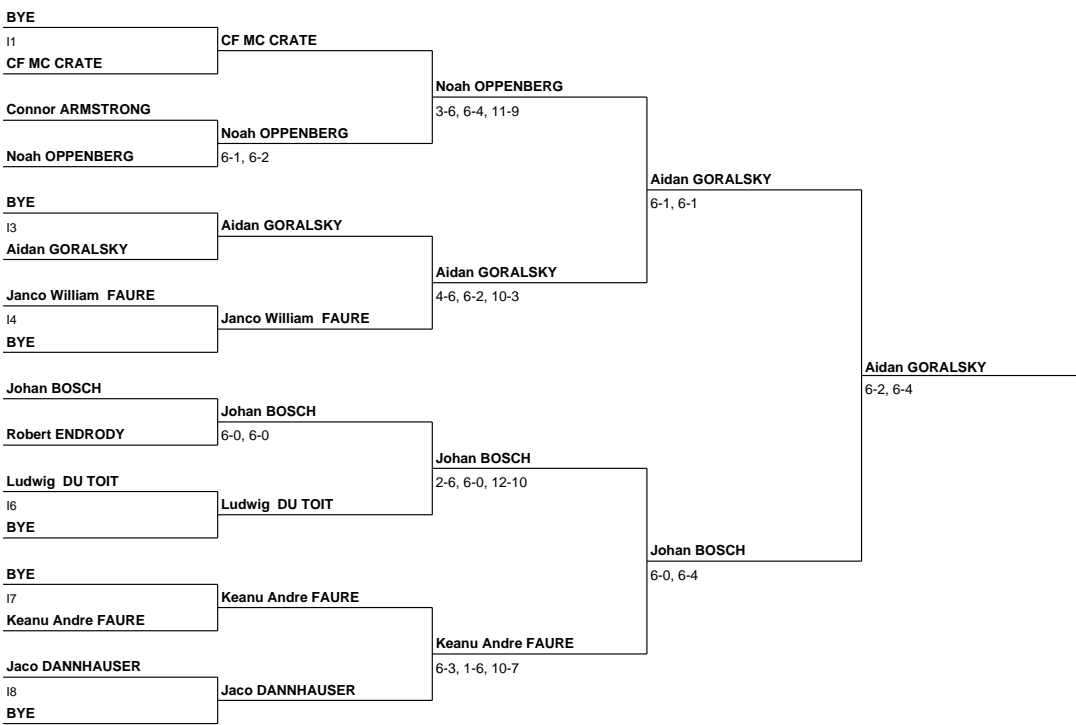 BYE
I1
CF MC CRATE
CF MC CRATE
Connor ARMSTRONG
Noah OPPENBERG
Noah OPPENBERG
6-1, 6-2
Noah OPPENBERG
3-6, 6-4, 11-9
BYE
I3
Aidan GORALSKY
Aidan GORALSKY
Janco William  FAURE
I4
BYE
Janco William  FAURE
Aidan GORALSKY
4-6, 6-2, 10-3
Aidan GORALSKY
6-1, 6-1
Johan BOSCH
Robert ENDRODY
Johan BOSCH
6-0, 6-0
Ludwig  DU TOIT
I6
BYE
Ludwig  DU TOIT
Johan BOSCH
2-6, 6-0, 12-10
BYE
I7
Keanu Andre FAURE
Keanu Andre FAURE
Jaco DANNHAUSER
I8
BYE
Jaco DANNHAUSER
Keanu Andre FAURE
6-3, 1-6, 10-7
Johan BOSCH
6-0, 6-4
Aidan GORALSKY
6-2, 6-4